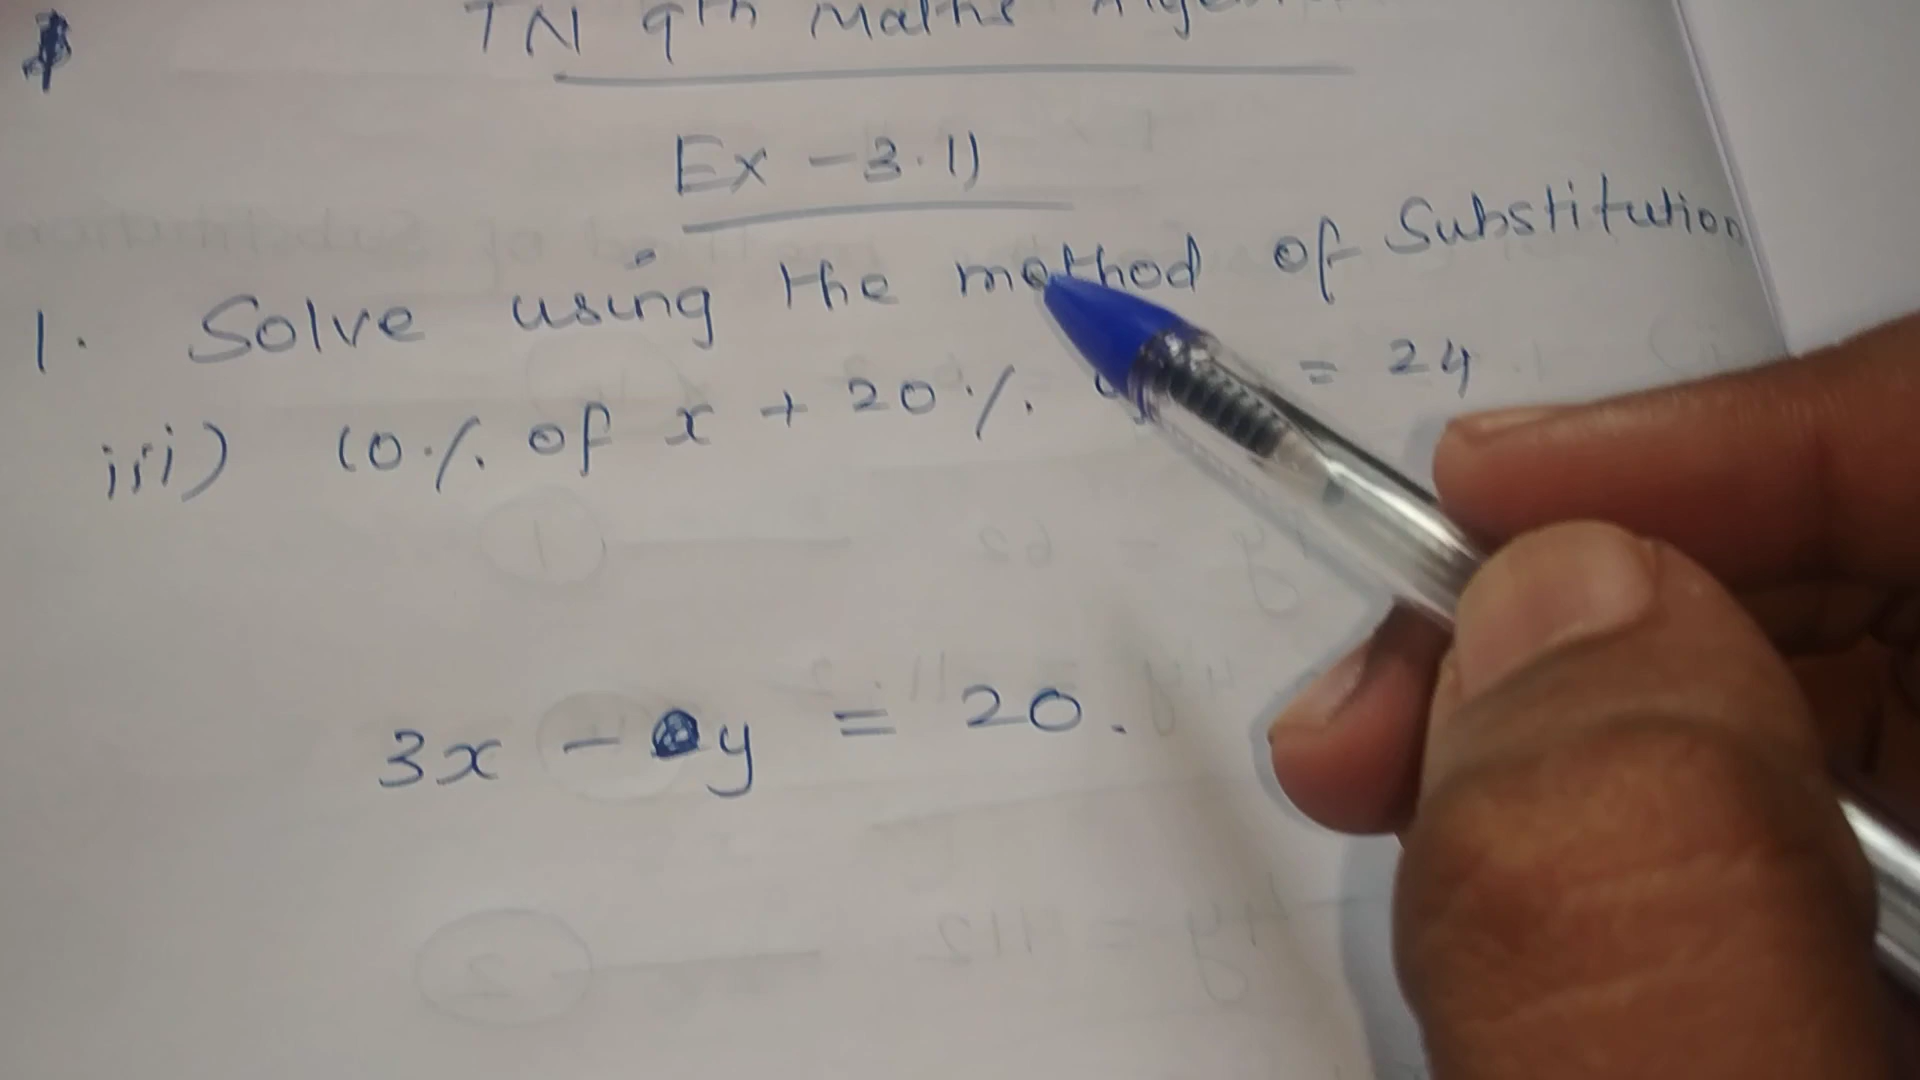 TN 9th Maths
Ex - 3.11
1. Solve using the method of Substitution
iii) 10% of x + 20% = 24
3x - y = 20.